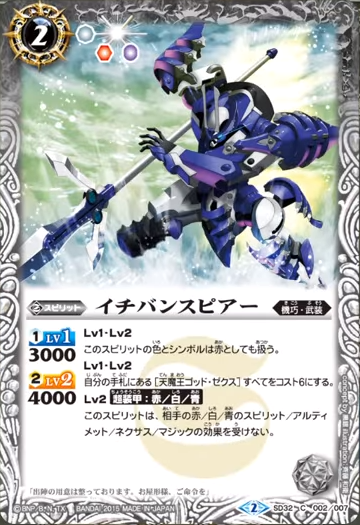 2
② スピリット イチバンスピアー 機巧・武装
1 LV1 3000
2 LV2 4000
Lv1・Lv2
このスピリットの色とシンボルは赤としても扱う。
Lv1・Lv2
自分の手札にある[天魔王ゴッド・ゼクス]すべてをコスト6にする。
Lv2 超装甲:赤/白/青
このスピリットは、相手の赤/白/青のスピリット/アルティ
メット/ネクサス/マジックの効果を受けない。
「出陣の用意は整っております、お屋形様。ご命令を」
©BNP/B・N, TX BANDAI 2015 MADE IN JAPAN
2 SD32-C 002/007